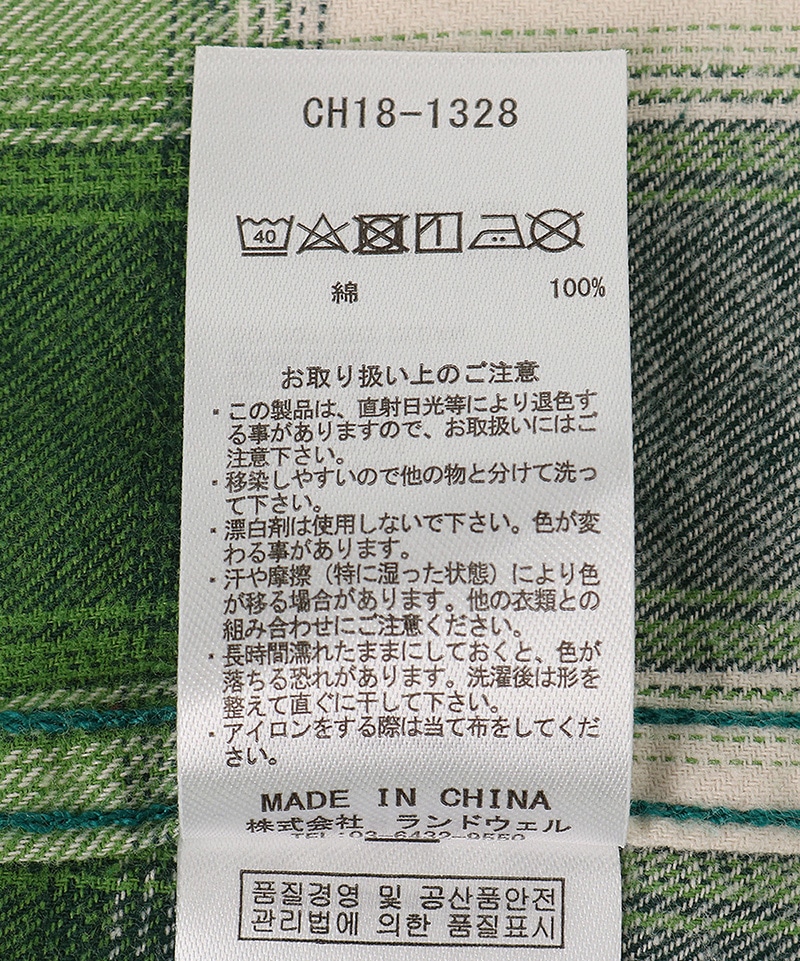 CH18-1328
40
綿 100%
お取り扱い上のご注意
・この製品は、直射日光等により退色す
る事がありますので、お取扱いにはご
注意下さい。
・移染しやすいので他の物と分けて洗っ
て下さい。
・漂白剤は使用しないで下さい。色が変
わる事があります。
・汗や摩擦（特に湿った状態）により色
が移る場合があります。他の衣類との
組み合わせにご注意ください。
・長時間濡れたままにしておくと、色が
落ちる恐れがあります。洗濯後は形を
整えて直ぐに干して下さい。
・アイロンをする際は当て布をしてくだ
さい。
MADE IN CHINA
株式会社 ランドウェル
TEL:03-6432-9550
품질경영 및 공산품안전
관리법에 의한 품질표시